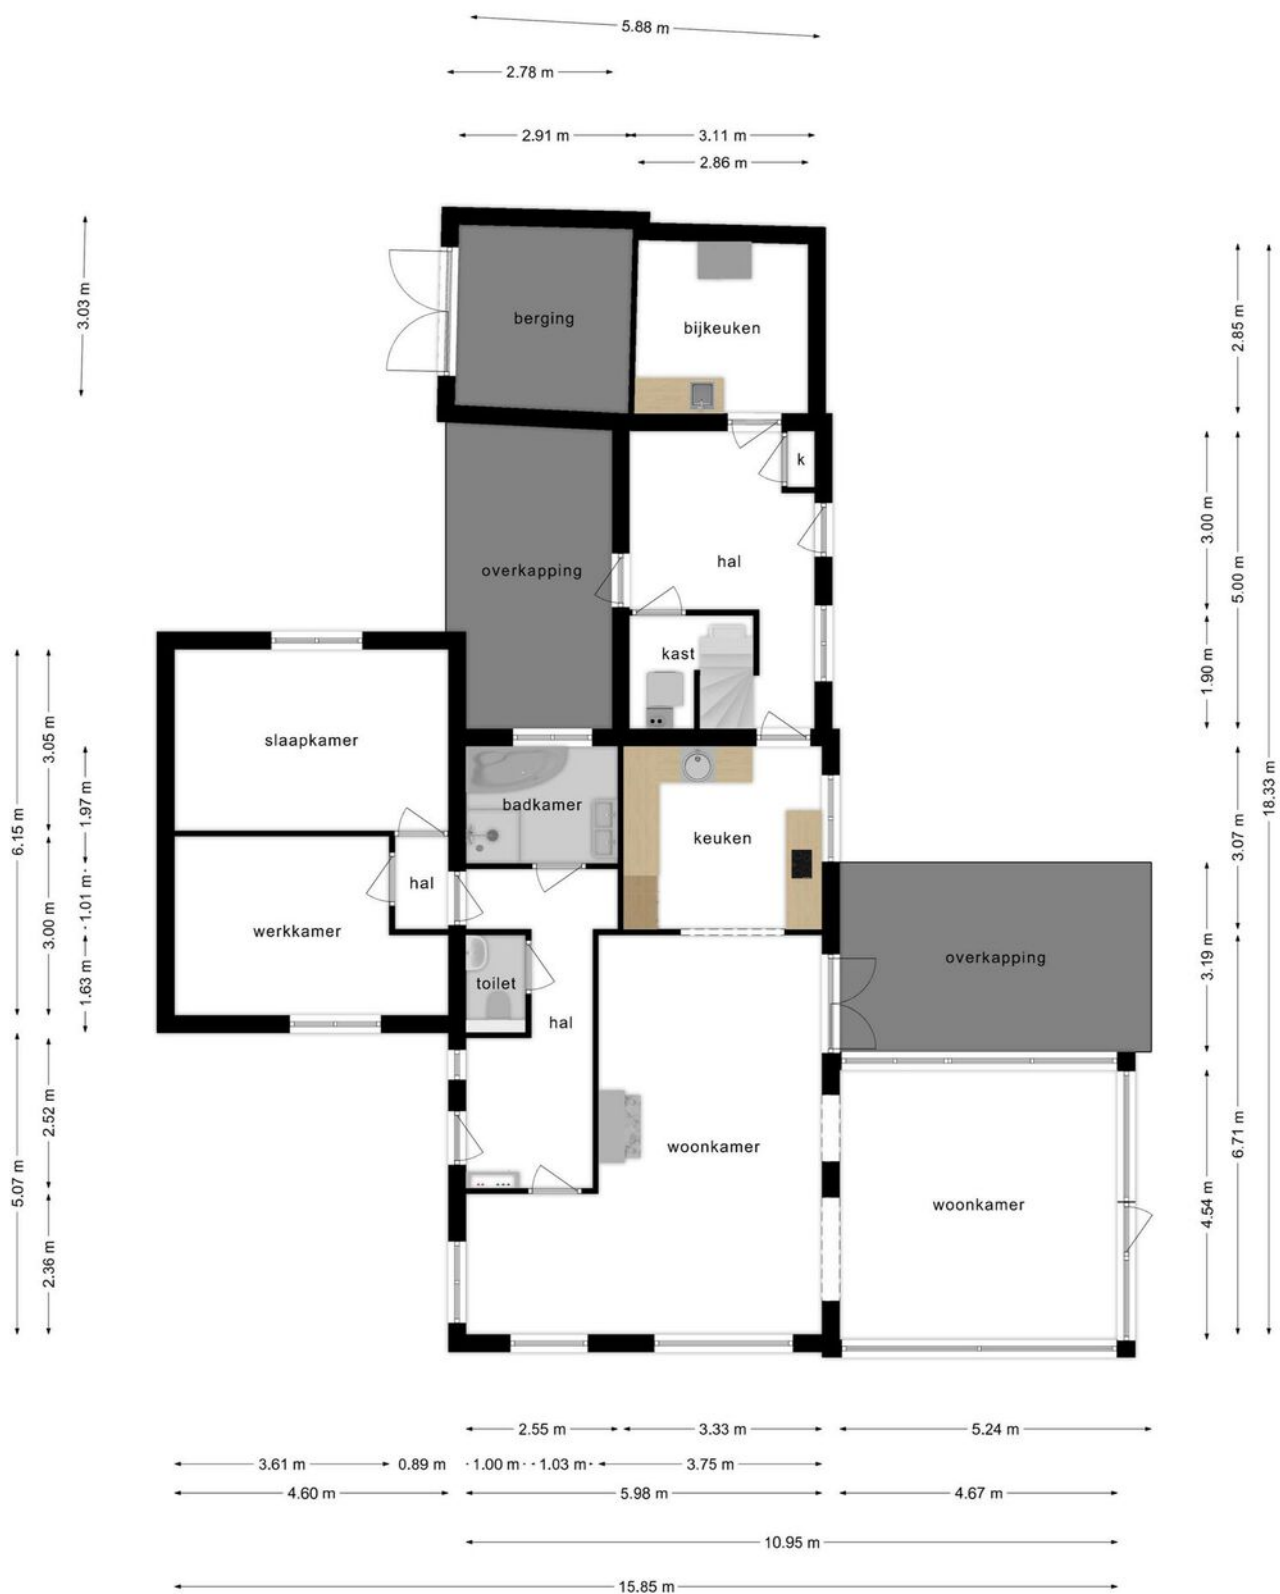 5.88 m
2.78 m
2.91 m
3.11 m
2.86 m
3.03 m
2.85 m
berging
bijkeuken
k
3.00 m
5.00 m
hal
overkapping
kast
1.90 m
18.33 m
slaapkamer
3.05 m
6.15 m
1.97 m
badkamer
keuken
3.07 m
hal
1.01 m
3.00 m
werkkamer
1.63 m
toilet
hal
overkapping
3.19 m
2.52 m
5.07 m
woonkamer
6.71 m
woonkamer
4.54 m
2.36 m
2.55 m
3.33 m
5.24 m
3.61 m
0.89 m
1.00 m
1.03 m
3.75 m
4.60 m
5.98 m
4.67 m
10.95 m
15.85 m